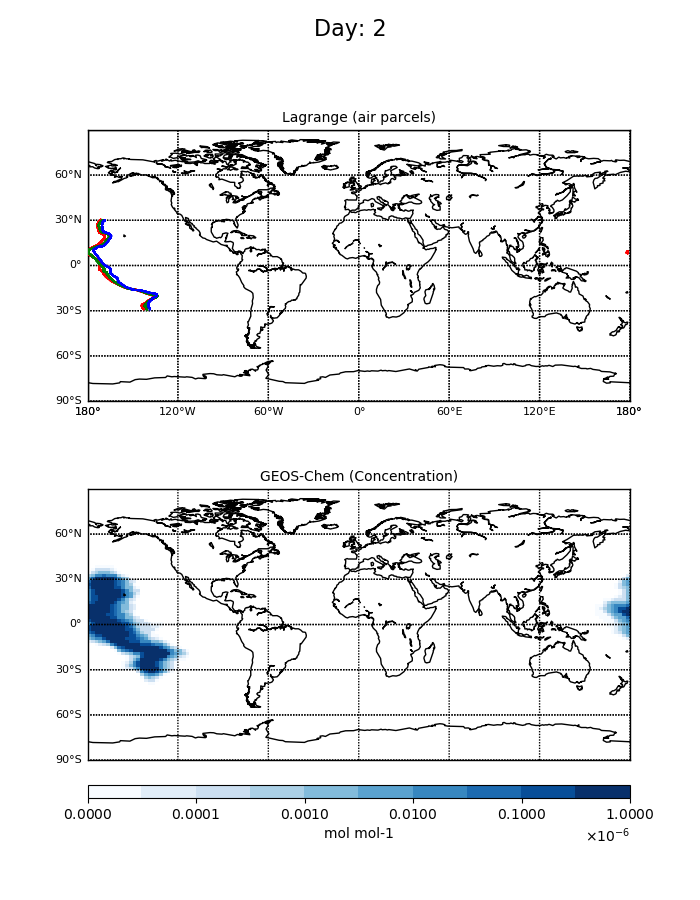 Day: 2
Lagrange (air parcels)
60°N
30°N
0°
30°S
60°S
90°S
180° 120°W 60°W 0° 60°E 120°E 180°
GEOS-Chem (Concentration)
60°N
30°N
0°
30°S
60°S
90°S
0.0000 0.0001 0.0010 0.0100 0.1000 1.0000
mol mol-1 ×10⁻⁶